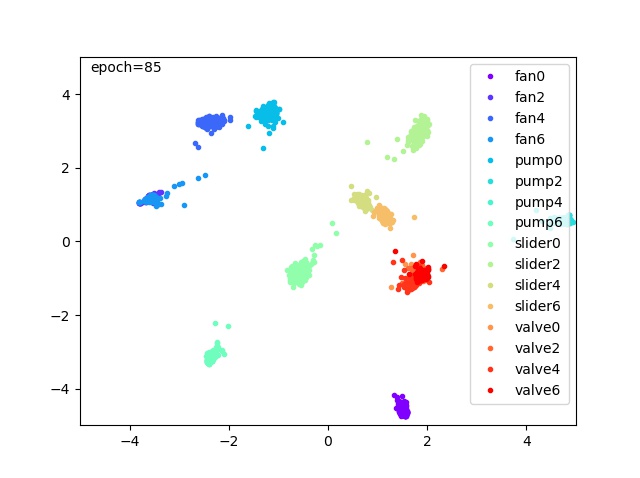 epoch=85
fan0
fan2
fan4
fan6
pump0
pump2
pump4
pump6
slider0
slider2
slider4
slider6
valve0
valve2
valve4
valve6
4
2
0
−2
−4
−4
−2
0
2
4